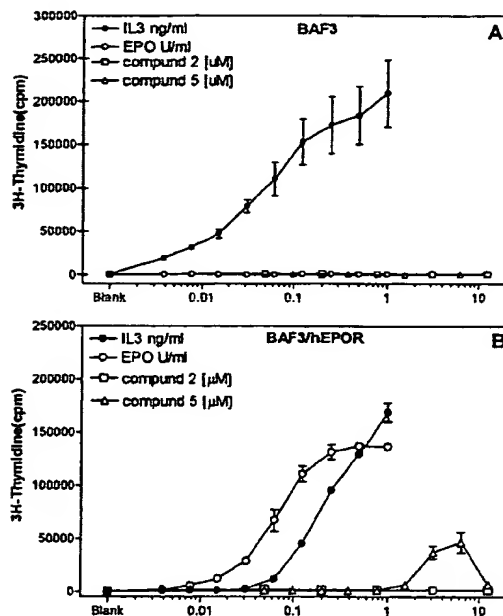 BAF3
A
IL3 ng/ml
EPO U/ml
compund 2 [uM]
compund 5 [uM]
3H-Thymidine(cpm)
300000
250000
200000
150000
100000
50000
0
Blank 0.01 0.1 1 10
BAF3/hEPOR
B
IL3 ng/ml
EPO U/ml
compund 2 [µM]
compund 5 [µM]
3H-Thymidine(cpm)
250000
200000
150000
100000
50000
0
Blank 0.01 0.1 1 10